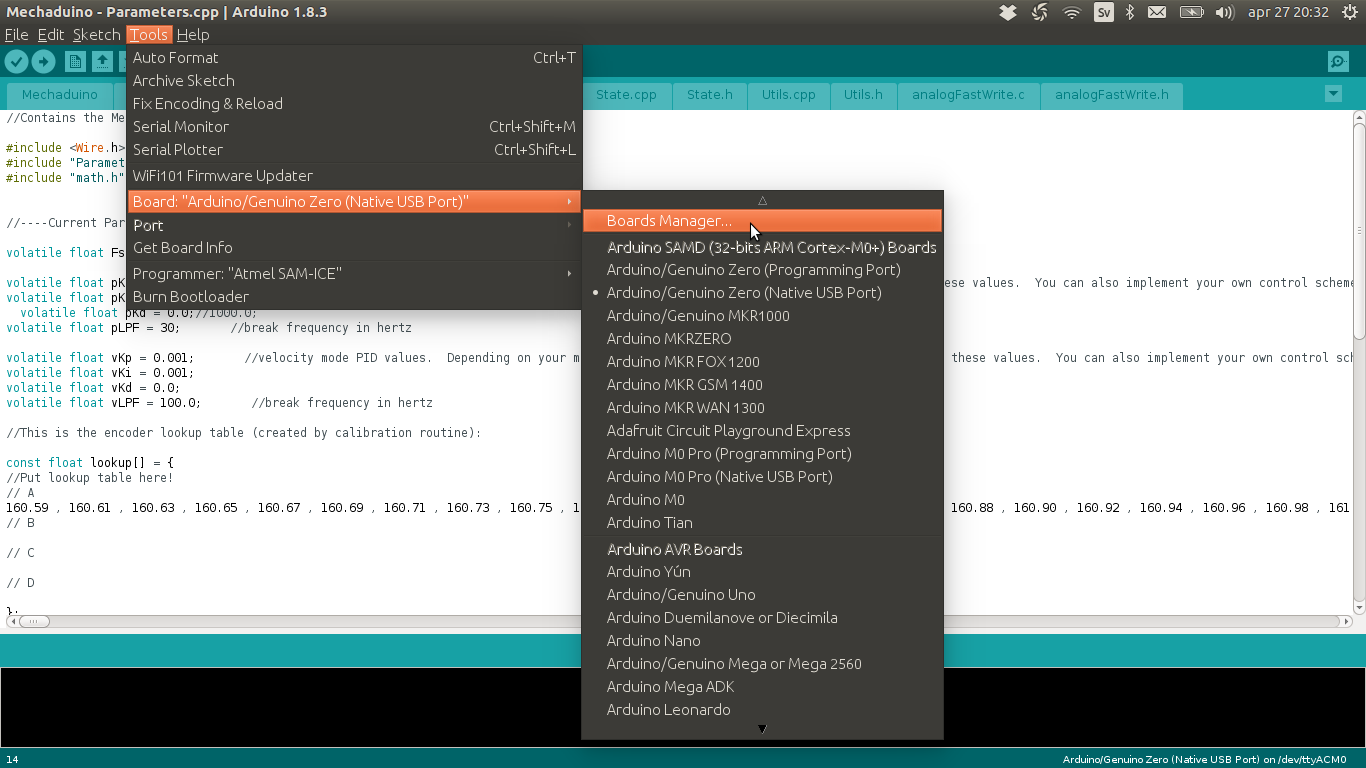 Mechaduino - Parameters.cpp | Arduino 1.8.3
Sv
apr 27 20:32
File Edit Sketch Tools Help
Mechaduino
State.cpp
State.h
Utils.cpp
Utils.h
analogFastWrite.c
analogFastWrite.h
Auto Format Ctrl+T
Archive Sketch
Fix Encoding & Reload
Serial Monitor Ctrl+Shift+M
Serial Plotter Ctrl+Shift+L
WiFi101 Firmware Updater
Board: "Arduino/Genuino Zero (Native USB Port)"
Port
Get Board Info
Programmer: "Atmel SAM-ICE"
Burn Bootloader
Boards Manager...
Arduino SAMD (32-bits ARM Cortex-M0+) Boards
Arduino/Genuino Zero (Programming Port)
Arduino/Genuino Zero (Native USB Port)
Arduino/Genuino MKR1000
Arduino MKRZERO
Arduino MKR FOX 1200
Arduino MKR GSM 1400
Arduino MKR WAN 1300
Adafruit Circuit Playground Express
Arduino M0 Pro (Programming Port)
Arduino M0 Pro (Native USB Port)
Arduino M0
Arduino Tian
Arduino AVR Boards
Arduino Yún
Arduino/Genuino Uno
Arduino Duemilanove or Diecimila
Arduino Nano
Arduino/Genuino Mega or Mega 2560
Arduino Mega ADK
Arduino Leonardo
//Contains the Me
#include <Wire.h>
#include "Paramet
#include "math.h"
//----Current Par
volatile float Fs
volatile float pK ese values.  You can also implement your own control scheme
volatile float pK
volatile float pKd = 0.0;//1000.0;
volatile float pLPF = 30; //break frequency in hertz
volatile float vKp = 0.001; //velocity mode PID values.  Depending on your m these values.  You can also implement your own control sch
volatile float vKi = 0.001;
volatile float vKd = 0.0;
volatile float vLPF = 100.0; //break frequency in hertz
//This is the encoder lookup table (created by calibration routine):
const float lookup[] = {
//Put lookup table here!
// A
160.59 , 160.61 , 160.63 , 160.65 , 160.67 , 160.69 , 160.71 , 160.73 , 160.75 , 1 160.88 , 160.90 , 160.92 , 160.94 , 160.96 , 160.98 , 161
// B
// C
// D
};
14
Arduino/Genuino Zero (Native USB Port) on /dev/ttyACM0